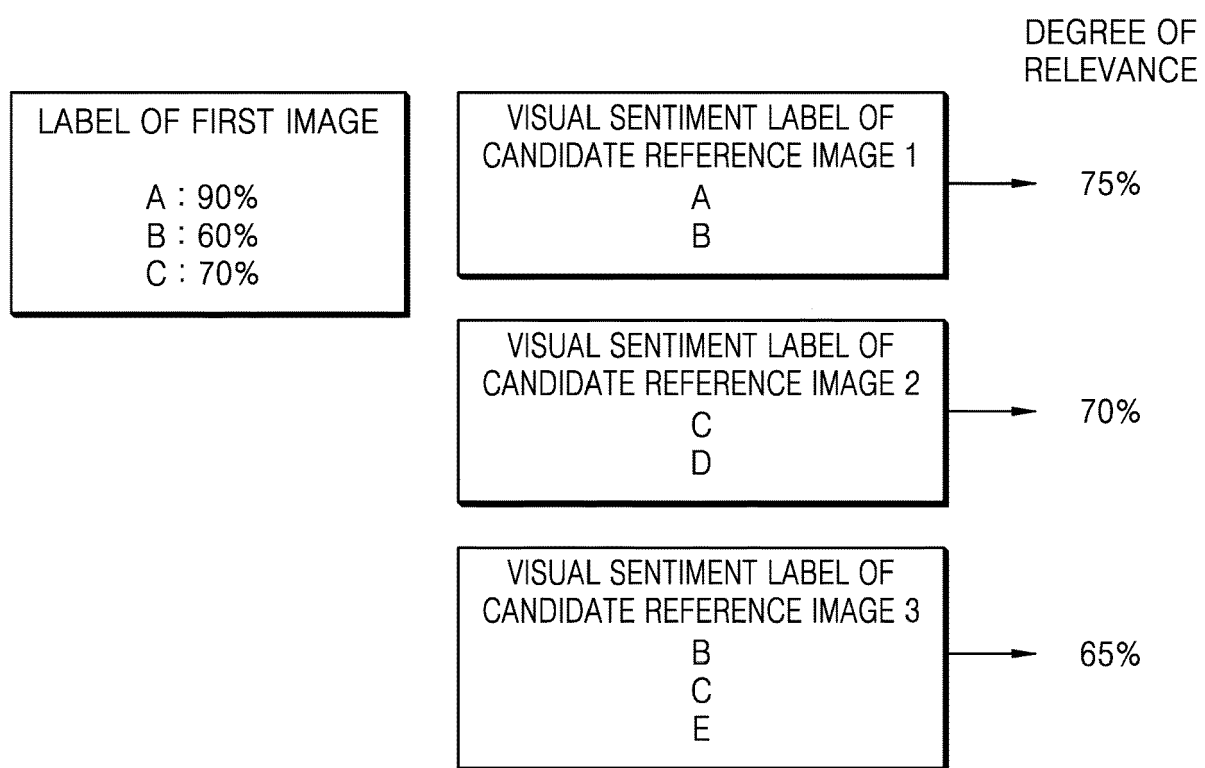 DEGREE OF
RELEVANCE
LABEL OF FIRST IMAGE
A : 90%
B : 60%
C : 70%
VISUAL SENTIMENT LABEL OF
CANDIDATE REFERENCE IMAGE 1
A
B
75%
VISUAL SENTIMENT LABEL OF
CANDIDATE REFERENCE IMAGE 2
C
D
70%
VISUAL SENTIMENT LABEL OF
CANDIDATE REFERENCE IMAGE 3
B
C
E
65%